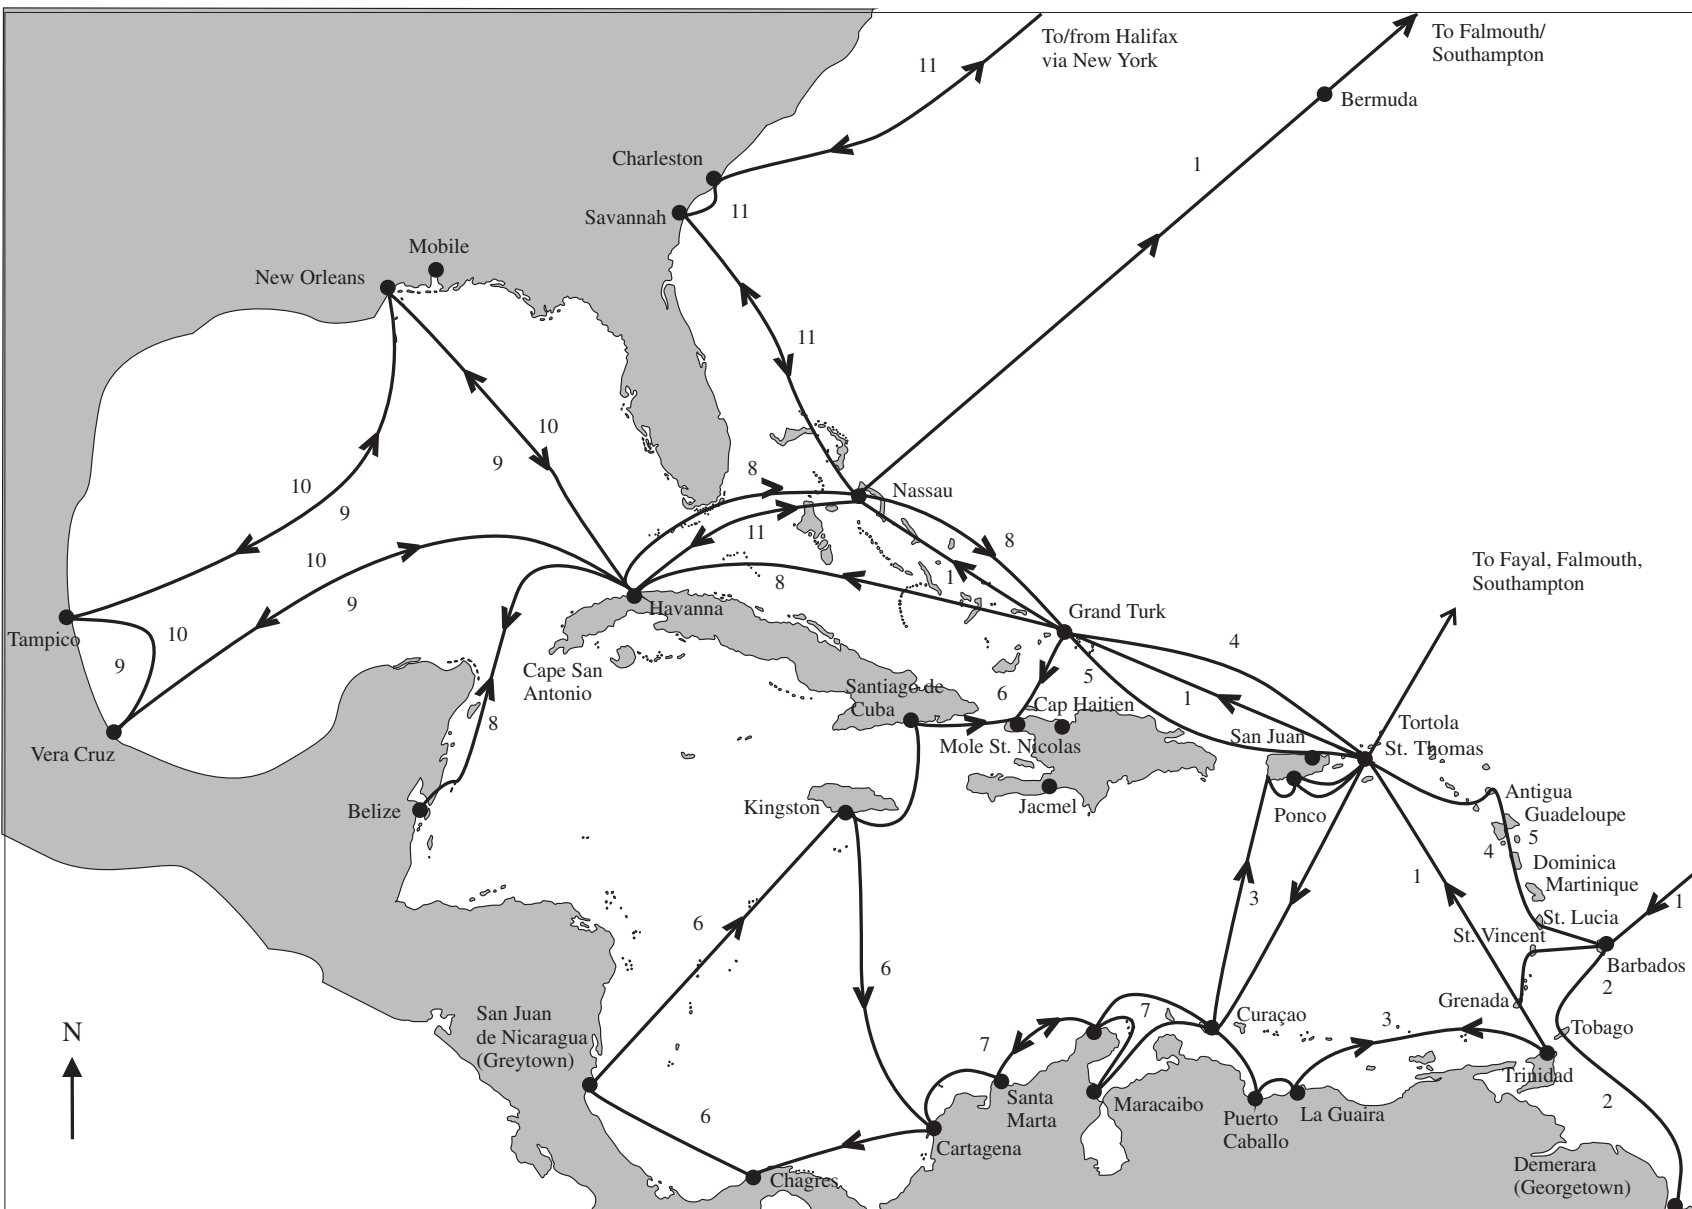 To/from Halifax
via New York
To Falmouth/
Southampton
11
Bermuda
1
Charleston
Savannah
11
Mobile
New Orleans
11
10
9
8
Nassau
10
9
11
8
10
9
8
1
To Fayal, Falmouth,
Southampton
Havanna
Grand Turk
Tampico
10
9
Cape San
Antonio
4
5
6
1
Santiago de
Cuba
Cap Haitien
Mole St. Nicolas
San Juan
Tortola
St. Thomas
Vera Cruz
8
Belize
Kingston
Jacmel
Ponco
Antigua
Guadeloupe
5
4
Dominica
Martinique
1
3
1
St. Lucia
St. Vincent
Barbados
2
6
6
Grenada
San Juan
de Nicaragua
(Greytown)
7
7
Curaçao
3
Tobago
N
Trinidad
Santa
Marta
Maracaibo
Puerto
Caballo
La Guaira
2
6
Cartagena
Chagres
Demerara
(Georgetown)